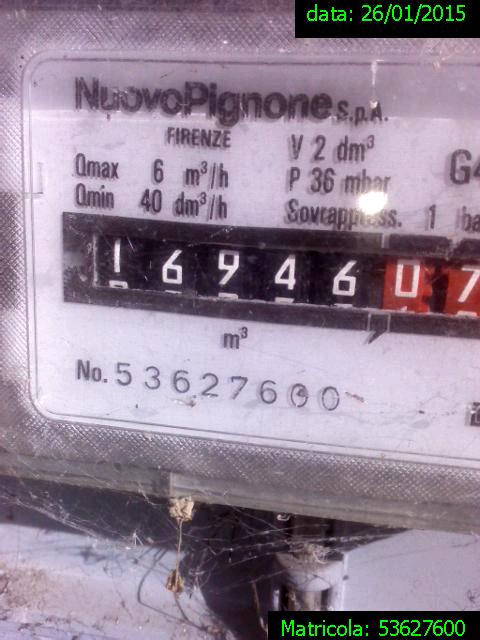 data: 26/01/2015
NuovoPignone S.p.A.
FIRENZE
V 2 dm³
G4
Qmax 6 m³/h
P 36 mbar
Qmin 40 dm³/h
Sovrappress. 1 ba
16946 07
m³
No. 53627600
Matricola: 53627600